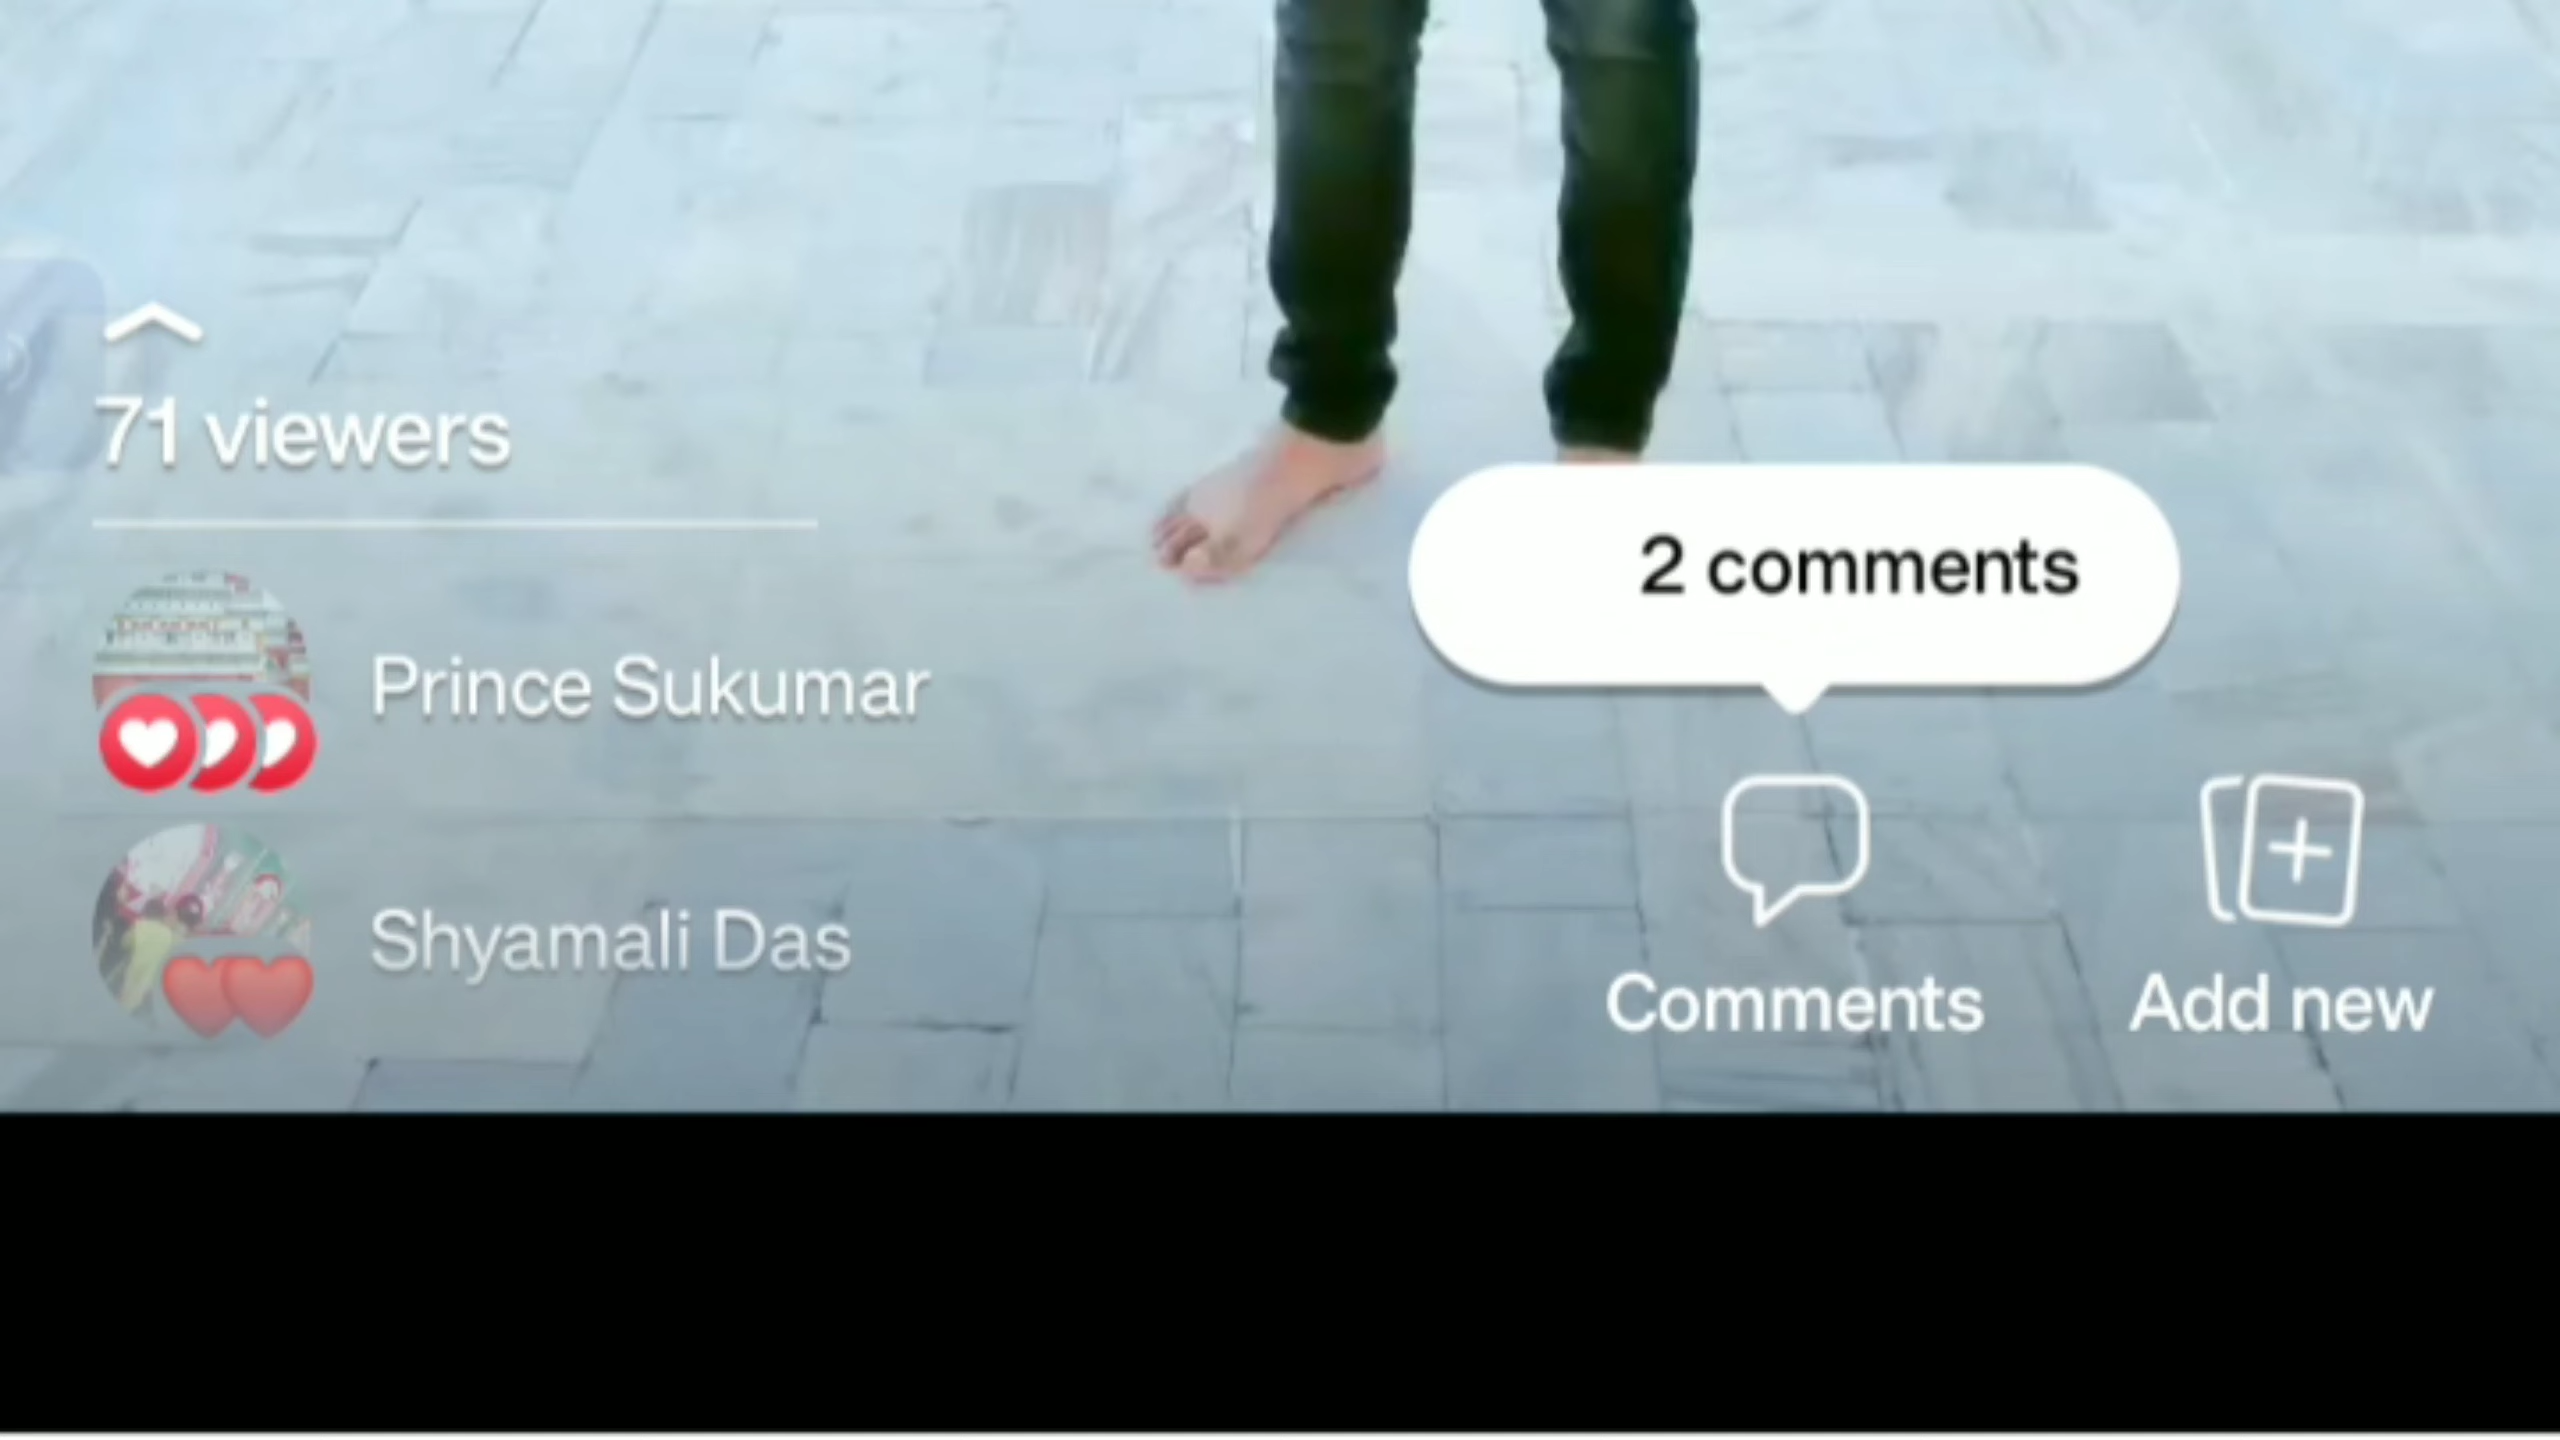 71 viewers
2 comments
Prince Sukumar
Shyamali Das
Comments
Add new